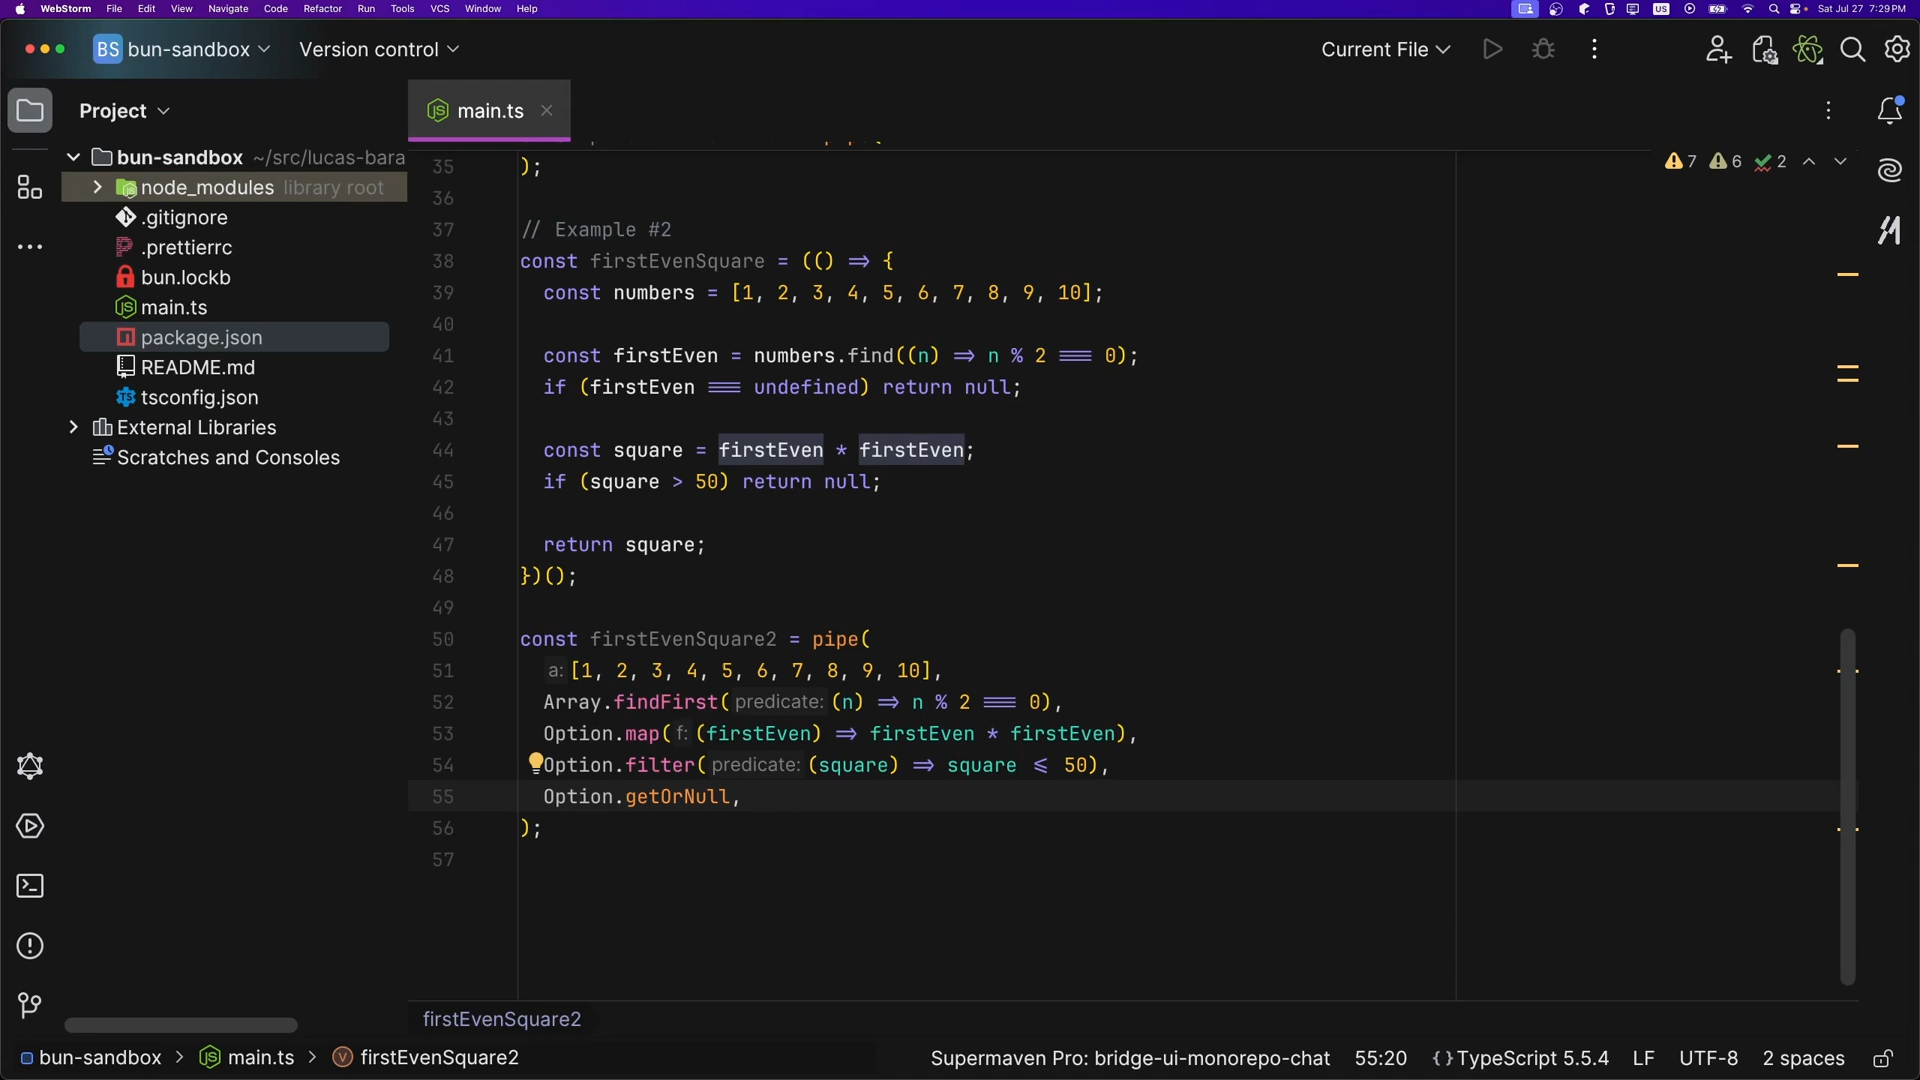 WebStorm File Edit View Navigate Code Refactor Run Tools VCS Window Help US Sat Jul 27 7:29 PM
BS bun-sandbox Version control Current File
Project main.ts
bun-sandbox ~/src/lucas-bara
node_modules library root
.gitignore
.prettierrc
bun.lockb
main.ts
package.json
README.md
tsconfig.json
External Libraries
Scratches and Consoles
7 6 2
35 );
36
37 // Example #2
38 const firstEvenSquare = (() => {
39 const numbers = [1, 2, 3, 4, 5, 6, 7, 8, 9, 10];
40
41 const firstEven = numbers.find((n) => n % 2 === 0);
42 if (firstEven === undefined) return null;
43
44 const square = firstEven * firstEven;
45 if (square > 50) return null;
46
47 return square;
48 })();
49
50 const firstEvenSquare2 = pipe(
51 a: [1, 2, 3, 4, 5, 6, 7, 8, 9, 10],
52 Array.findFirst( predicate: (n) => n % 2 === 0),
53 Option.map( f: (firstEven) => firstEven * firstEven),
54 Option.filter( predicate: (square) => square <= 50),
55 Option.getOrNull,
56 );
57
firstEvenSquare2
bun-sandbox > main.ts > V firstEvenSquare2 Supermaven Pro: bridge-ui-monorepo-chat 55:20 {} TypeScript 5.5.4 LF UTF-8 2 spaces